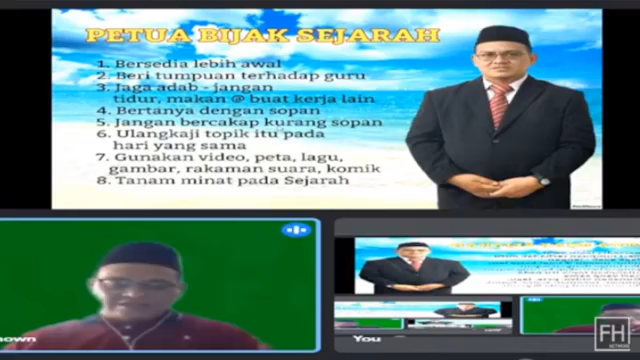 PETUA BIJAK SEJARAH
1. Bersedia lebih awal
2. Beri tumpuan terhadap guru
3. Jaga adab - jangan
tidur, makan @ buat kerja lain
4. Bertanya dengan sopan
5. Jangan bercakap kurang sopan
6. Ulangkaji topik itu pada
hari yang sama
7. Gunakan video, peta, lagu,
gambar, rakaman suara, komik
8. Tanam minat pada Sejarah
nown
You
FH